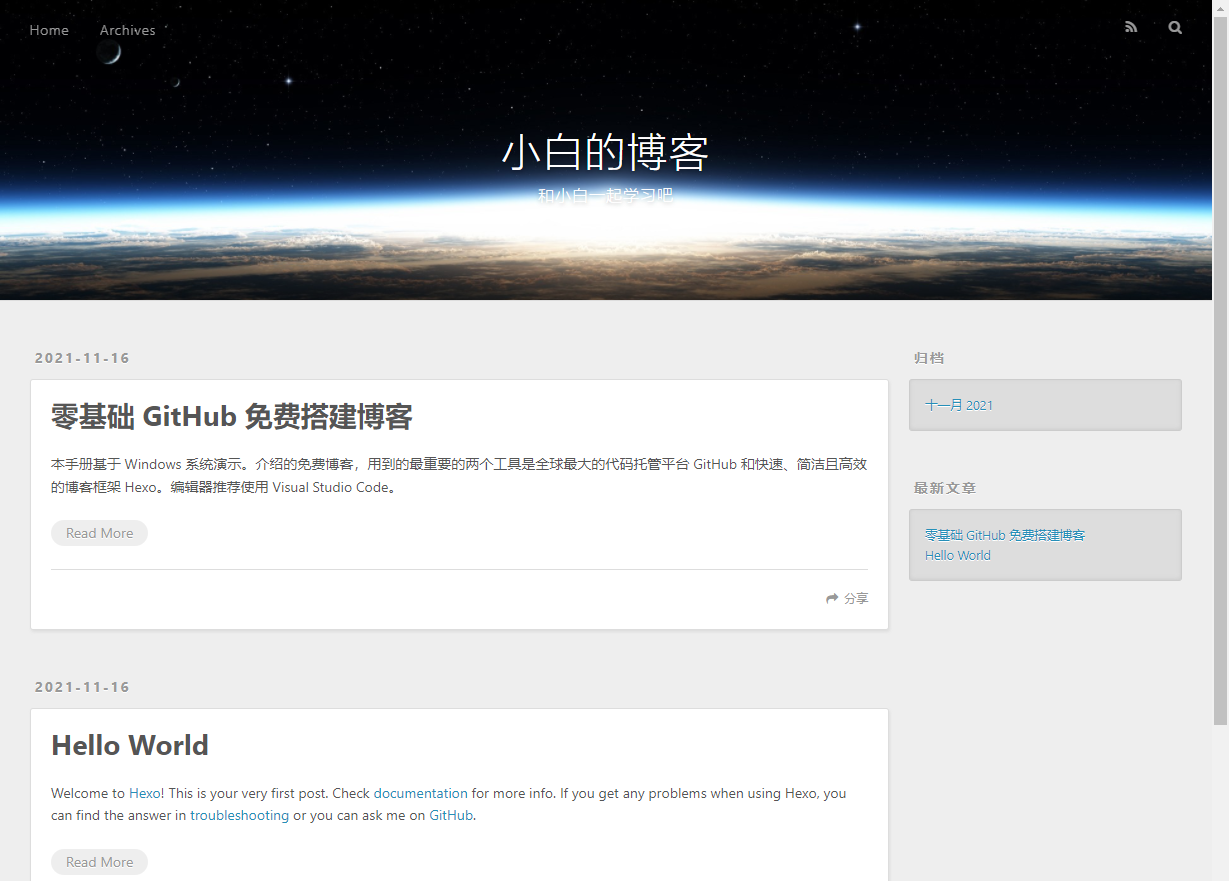 Home Archives
小白的博客
和小白一起学习吧
2021-11-16
零基础 GitHub 免费搭建博客
本手册基于 Windows 系统演示。介绍的免费博客，用到的最重要的两个工具是全球最大的代码托管平台 GitHub 和快速、简洁且高效
的博客框架 Hexo。编辑器推荐使用 Visual Studio Code。
Read More
分享
2021-11-16
Hello World
Welcome to Hexo! This is your very first post. Check documentation for more info. If you get any problems when using Hexo, you
can find the answer in troubleshooting or you can ask me on GitHub.
Read More
归档
十一月 2021
最新文章
零基础 GitHub 免费搭建博客
Hello World